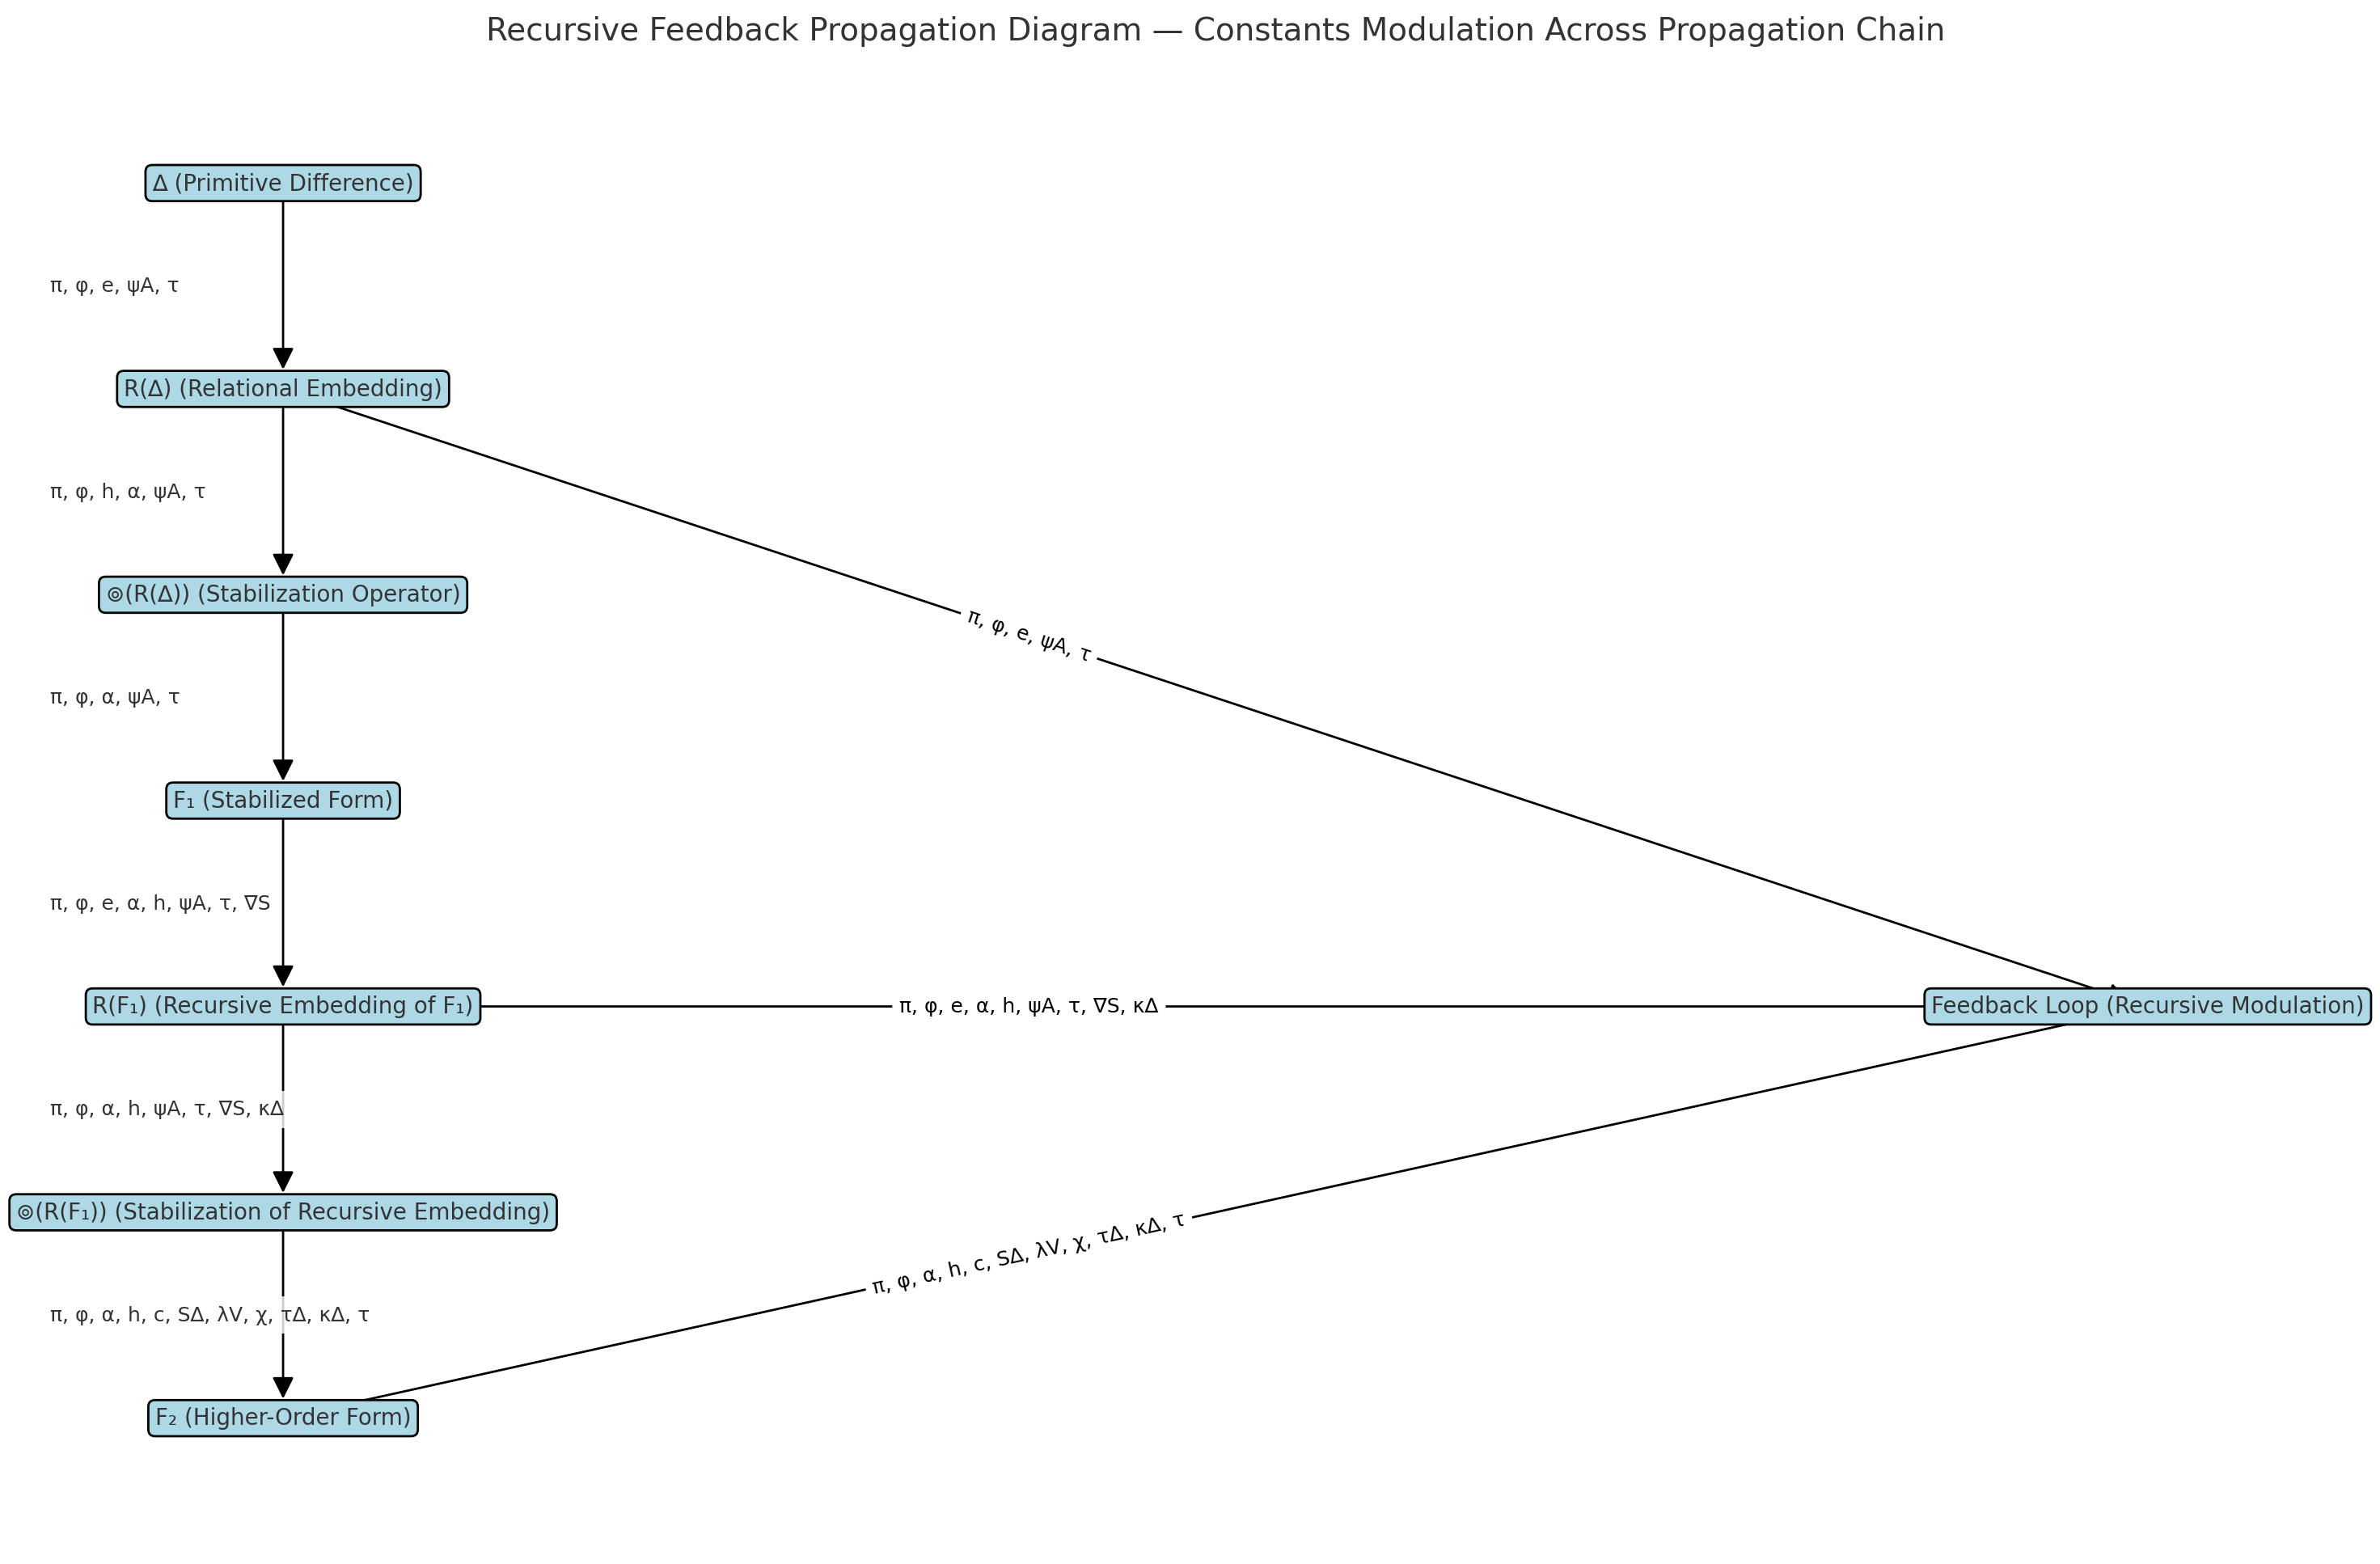 Recursive Feedback Propagation Diagram — Constants Modulation Across Propagation Chain
Δ (Primitive Difference)
π, φ, e, ψA, τ
R(Δ) (Relational Embedding)
π, φ, h, α, ψA, τ
⊚(R(Δ)) (Stabilization Operator)
π, φ, e, ψA, τ
π, φ, α, ψA, τ
F₁ (Stabilized Form)
π, φ, e, α, h, ψA, τ, ∇S
R(F₁) (Recursive Embedding of F₁)
π, φ, e, α, h, ψA, τ, ∇S, κΔ
Feedback Loop (Recursive Modulation)
π, φ, α, h, ψA, τ, ∇S, κΔ
⊚(R(F₁)) (Stabilization of Recursive Embedding)
π, φ, α, h, c, SΔ, λV, χ, τΔ, κΔ, τ
π, φ, α, h, c, SΔ, λV, χ, τΔ, κΔ, τ
F₂ (Higher-Order Form)